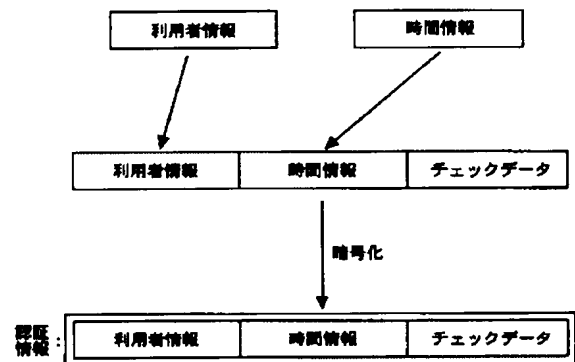 利用者情報
時間情報
利用者情報 時間情報 チェックデータ
暗号化
認証情報: 利用者情報 時間情報 チェックデータ